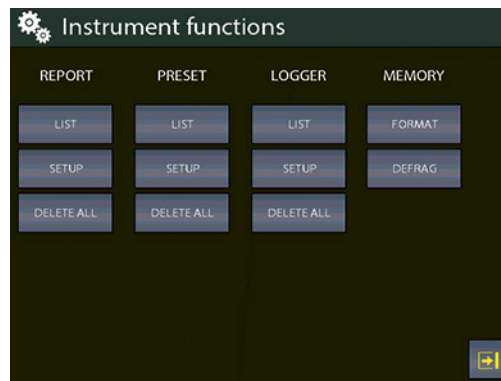 Instrument functions
REPORT PRESET LOGGER MEMORY
LIST LIST LIST FORMAT
SETUP SETUP SETUP DEFRAG
DELETE ALL DELETE ALL DELETE ALL